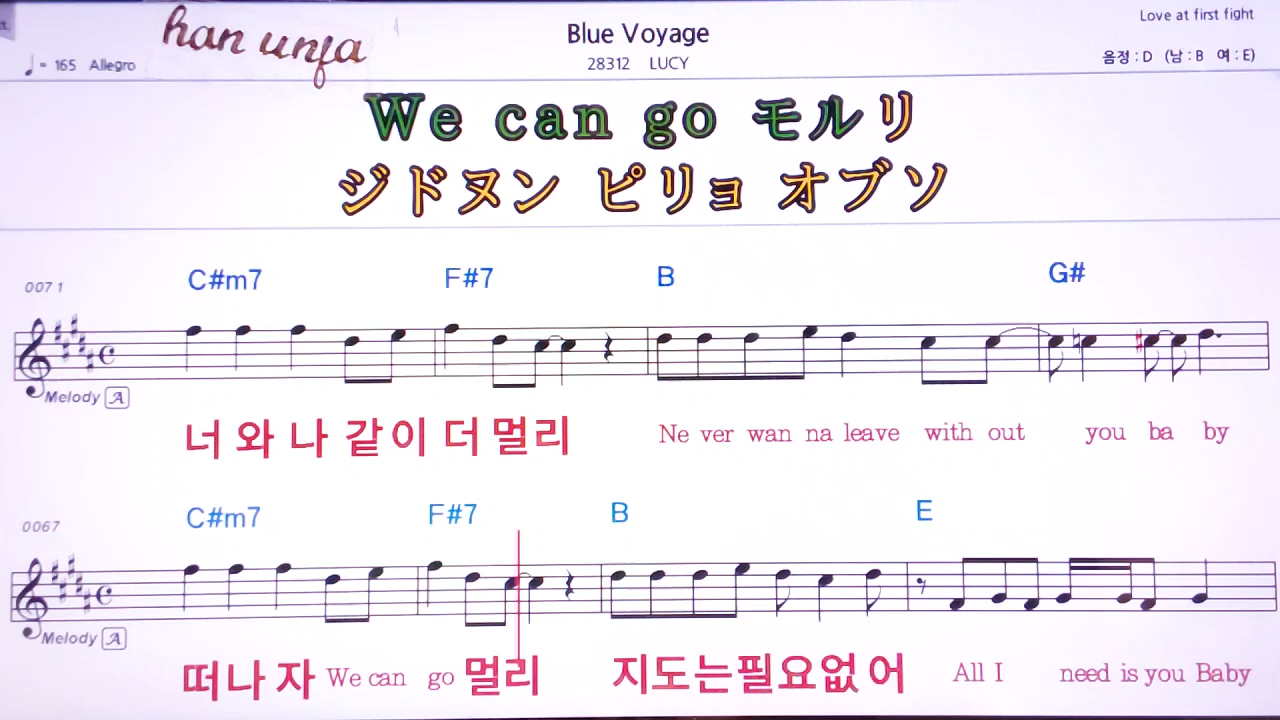 han unja
Blue Voyage
Love at first fight
♩= 165 Allegro
28312 LUCY
음정 : D (남 : B 여 : E)
We can go モルリ
ジドヌン ピリョ オブソ
0071 C#m7 F#7 B G#
Melody A
너 와 나 같 이 더 멀 리 Ne ver wan na leave with out you ba by
0067 C#m7 F#7 B E
Melody A
떠 나 자 We can go 멀리 지도는필요없어 All I need is you Baby